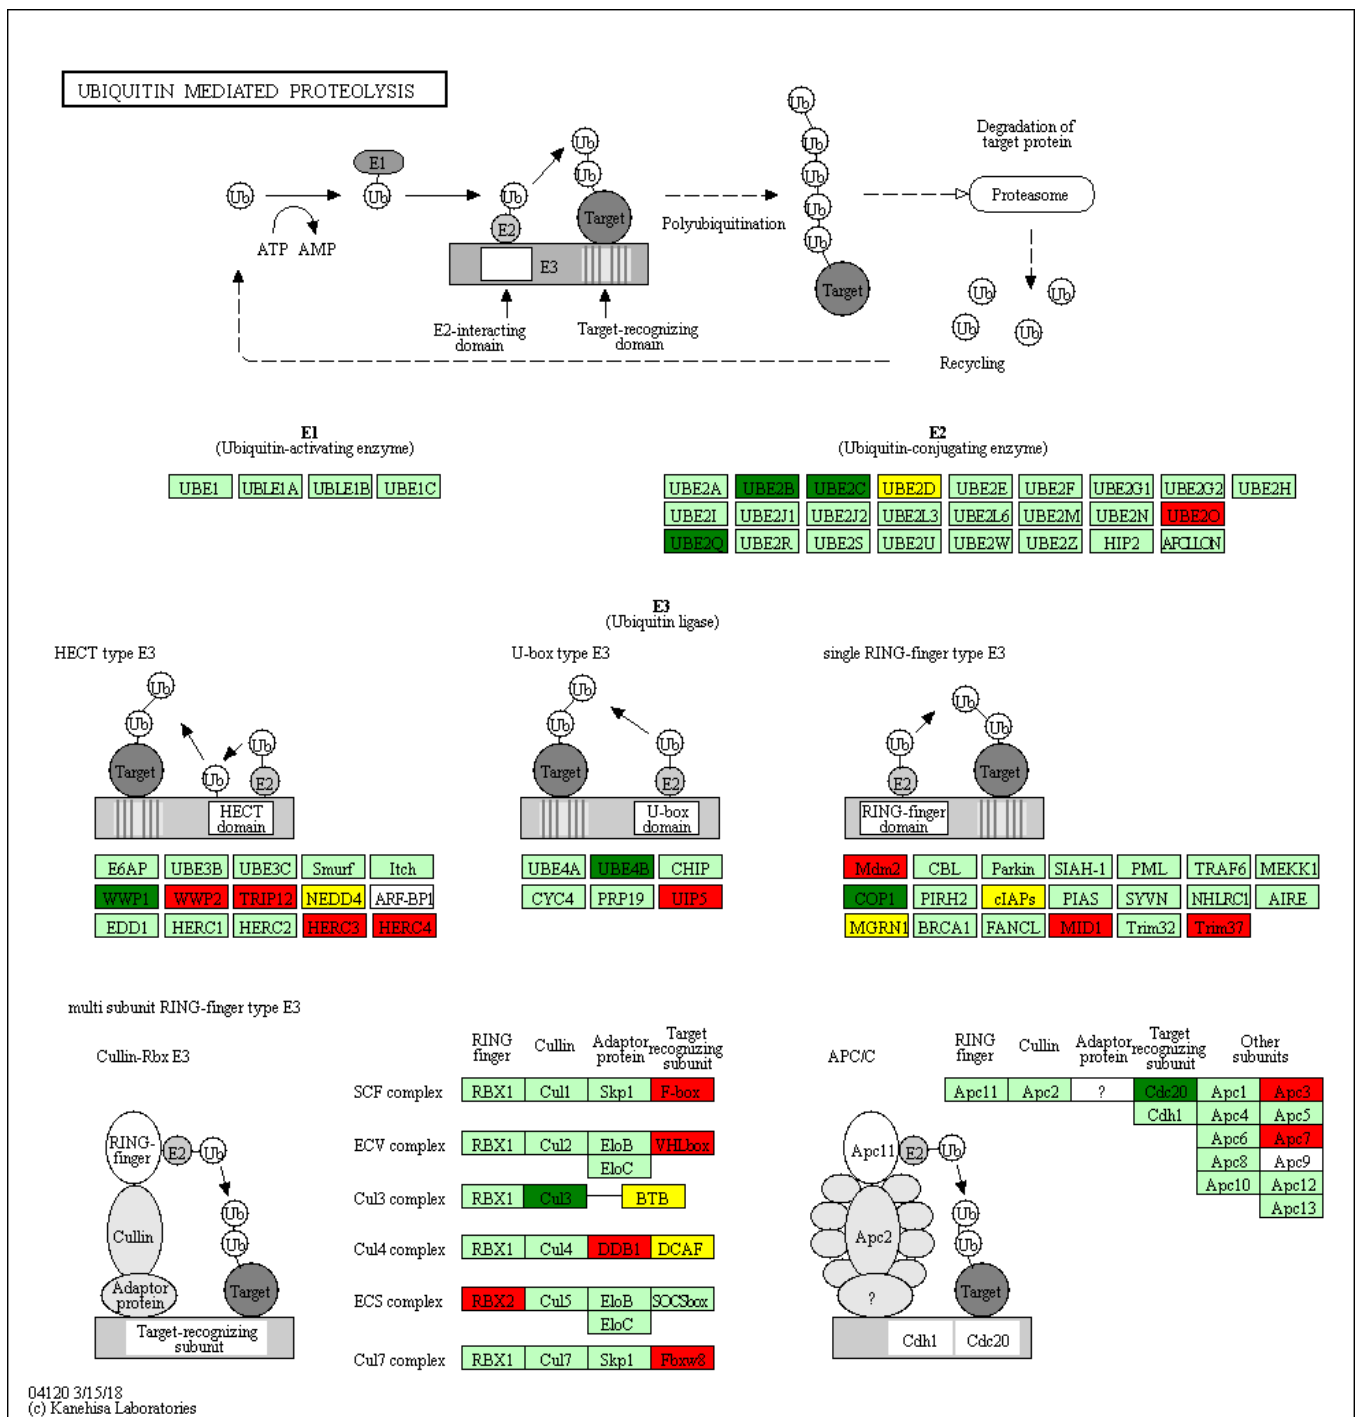 UBIQUITIN MEDIATED PROTEOLYSIS
Ub
Ub
Ub
Ub
Ub
Target
Degradation of
target protein
Proteasome
E1
Ub
Ub
ATP AMP
Ub
E2
Ub
Ub
Target
E3
Polyubiquitination
E2-interacting
domain
Target-recognizing
domain
Ub
Ub
Ub
Ub
Recycling
E1
(Ubiquitin-activating enzyme)
UBE1 UBLE1A UBLE1B UBE1C
E2
(Ubiquitin-conjugating enzyme)
UBE2A UBE2B UBE2C UBE2D UBE2E UBE2F UBE2G1 UBE2G2 UBE2H
UBE2I UBE2J1 UBE2J2 UBE2L3 UBE2L6 UBE2M UBE2N UBE2O
UBE2Q UBE2R UBE2S UBE2U UBE2W UBE2Z HIP2 AFCLLCN
E3
(Ubiquitin ligase)
HECT type E3
Ub
Ub
Target
Ub
Ub
E2
HECT
domain
E6AP UBE3B UBE3C Smurf Itch
WWP1 WWP2 TRIP12 NEDD4 ARF-BP1
EDD1 HERC1 HERC2 HERC3 HERC4
U-box type E3
Ub
Ub
Target
Ub
E2
U-box
domain
UBE4A UBE4B CHIP
CYC4 PRP19 UIP5
single RING-finger type E3
Ub
Ub
Ub
E2
Target
RING-finger
domain
Mdm2 CBL Parkin SIAH-1 PML TRAF6 MEKK1
COP1 PIRH2 cIAPs PIAS SYVN NHLRC1 AIRE
MGRN1 BRCA1 FANCL MID1 Trim32 Trim37
multi subunit RING-finger type E3
Cullin-Rbx E3
RING-
finger
E2
Ub
Ub
Ub
Cullin
Adaptor
protein
Target
Target-recognizing
subunit
RING
finger
Cullin
Adaptor
protein
Target
recognizing
subunit
SCF complex RBX1 Cul1 Skp1 F-box
ECV complex RBX1 Cul2 EloB VHLbox
EloC
Cul3 complex RBX1 Cul3 BTB
Cul4 complex RBX1 Cul4 DDB1 DCAF
ECS complex RBX2 Cul5 EloB SOCSbox
EloC
Cul7 complex RBX1 Cul7 Skp1 Fbxw8
APC/C
RING
finger
Cullin
Adaptor
protein
Target
recognizing
subunit
Other
subunits
Apc11 Apc2 ? Cdc20 Apc1 Apc3
Cdh1 Apc4 Apc5
Apc6 Apc7
Apc8 Apc9
Apc10 Apc12
Apc13
Apc11
E2
Ub
Ub
Ub
Apc2
?
Target
Cdh1 Cdc20
04120 3/15/18
(c) Kanehisa Laboratories